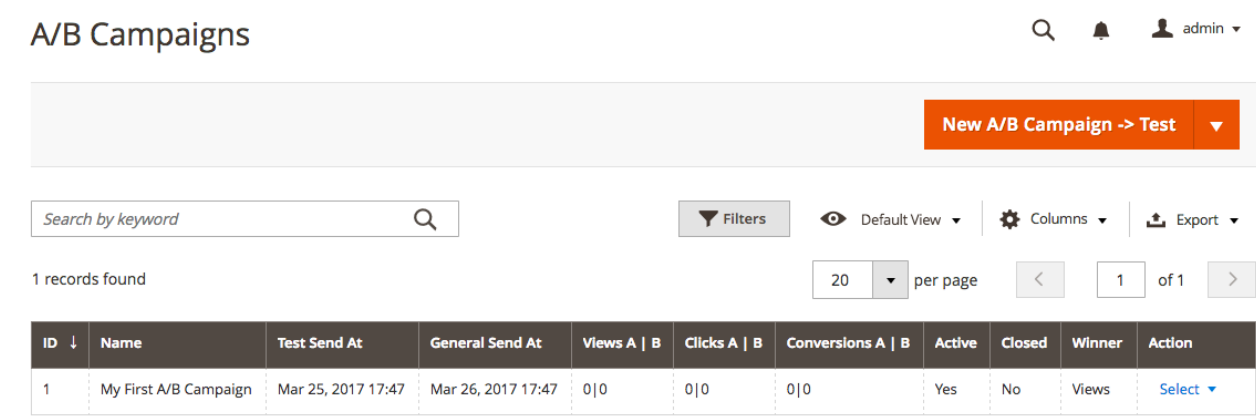 A/B Campaigns
admin
New A/B Campaign -> Test
Search by keyword
Filters
Default View
Columns
Export
1 records found
20 per page
1 of 1
ID ↓ Name Test Send At General Send At Views A | B Clicks A | B Conversions A | B Active Closed Winner Action
1 My First A/B Campaign Mar 25, 2017 17:47 Mar 26, 2017 17:47 0|0 0|0 0|0 Yes No Views Select